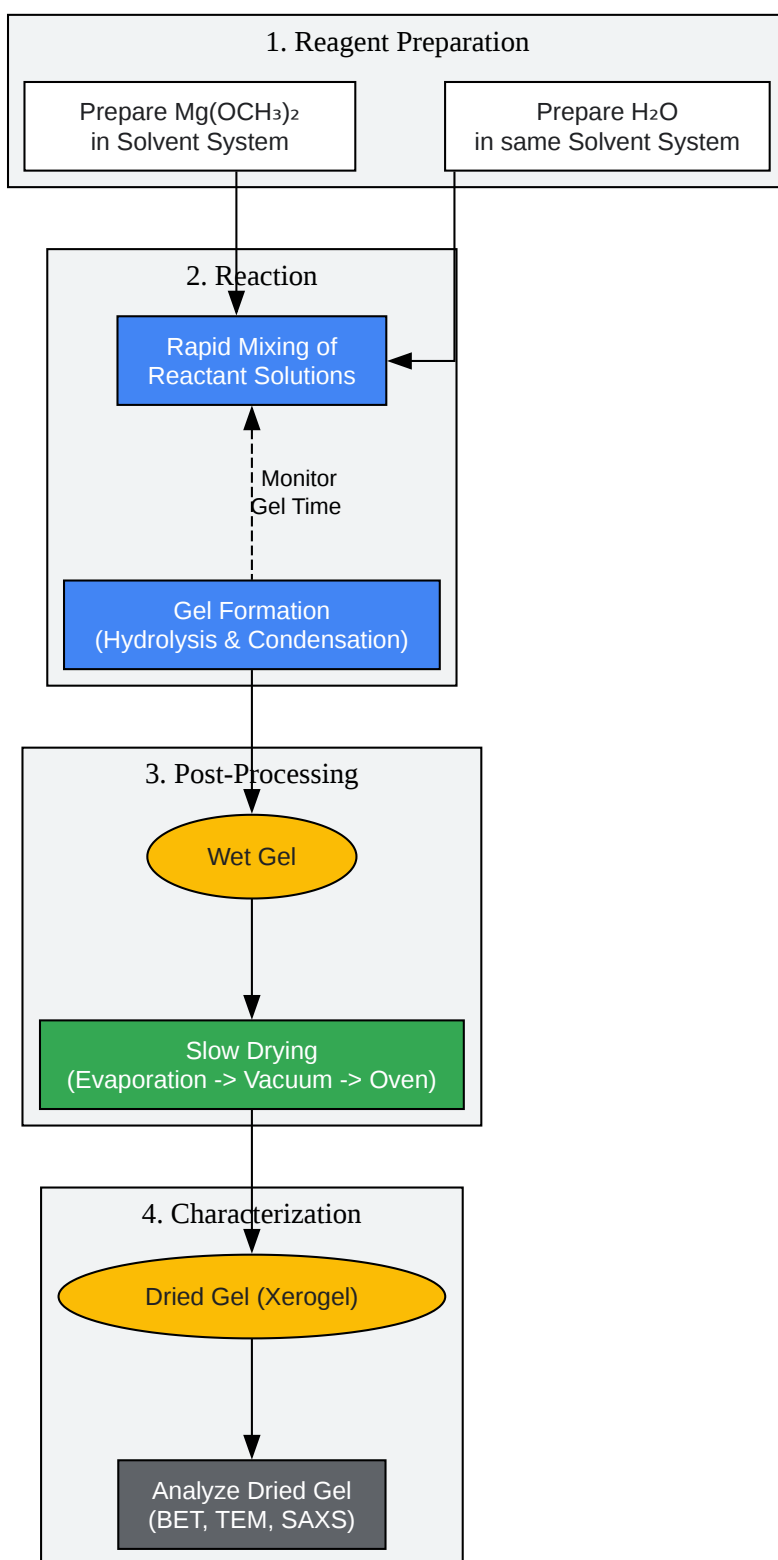 1. Reagent Preparation
Prepare Mg(OCH₃)₂
in Solvent System
Prepare H₂O
in same Solvent System
2. Reaction
Rapid Mixing of
Reactant Solutions
Monitor
Gel Time
Gel Formation
(Hydrolysis & Condensation)
3. Post-Processing
Wet Gel
Slow Drying
(Evaporation -> Vacuum -> Oven)
4. Characterization
Dried Gel (Xerogel)
Analyze Dried Gel
(BET, TEM, SAXS)